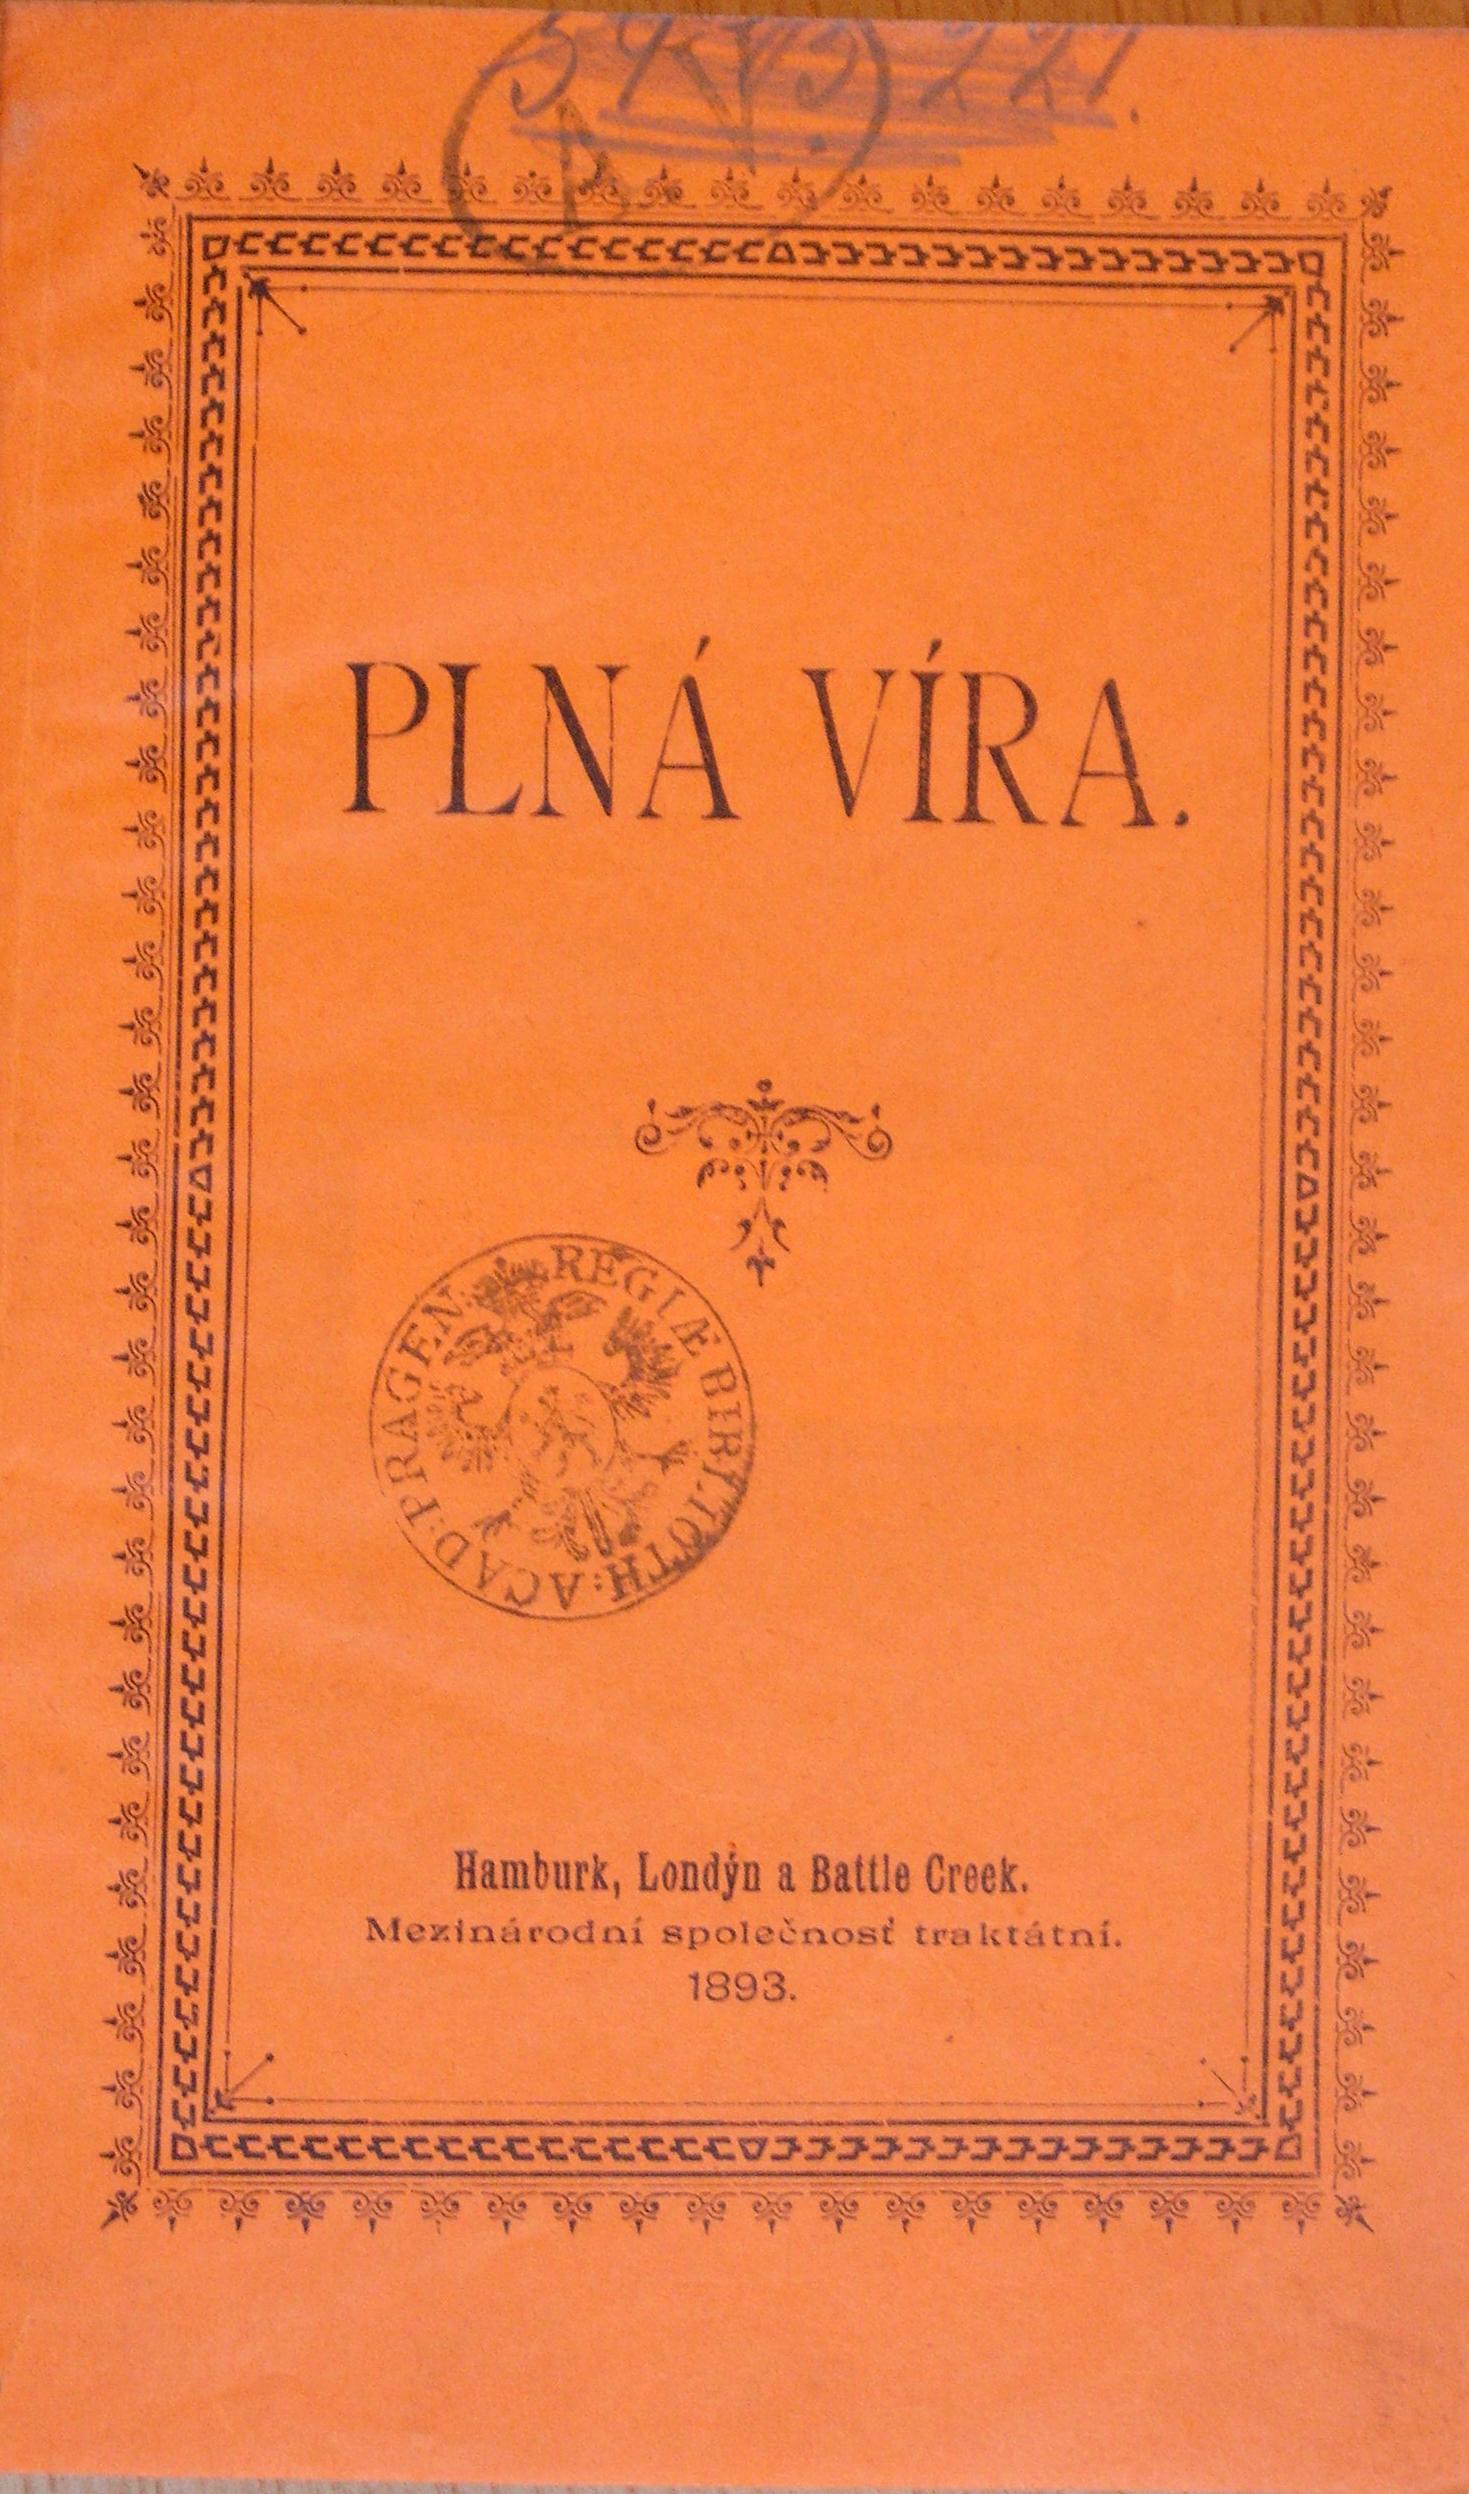 PLNÁ VÍRA.
REGIÆ BIBLIOTH: ACAD: PRAGEN:
Hamburk, Londýn a Battle Creek.
Mezinárodní společnosť traktátní.
1893.